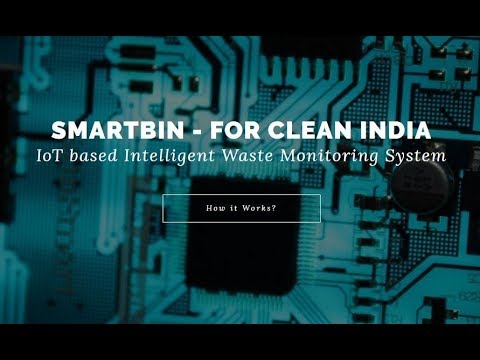 SMARTBIN - FOR CLEAN INDIA
IoT based Intelligent Waste Monitoring System
How it Works?